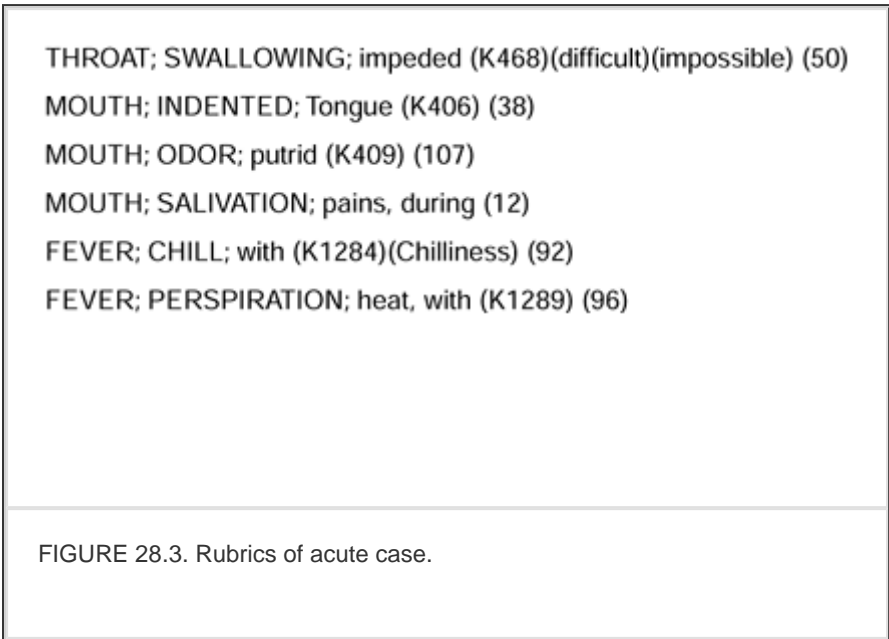 THROAT; SWALLOWING; impeded (K468)(difficult)(impossible) (50)
MOUTH; INDENTED; Tongue (K406) (38)
MOUTH; ODOR; putrid (K409) (107)
MOUTH; SALIVATION; pains, during (12)
FEVER; CHILL; with (K1284)(Chilliness) (92)
FEVER; PERSPIRATION; heat, with (K1289) (96)
FIGURE 28.3. Rubrics of acute case.